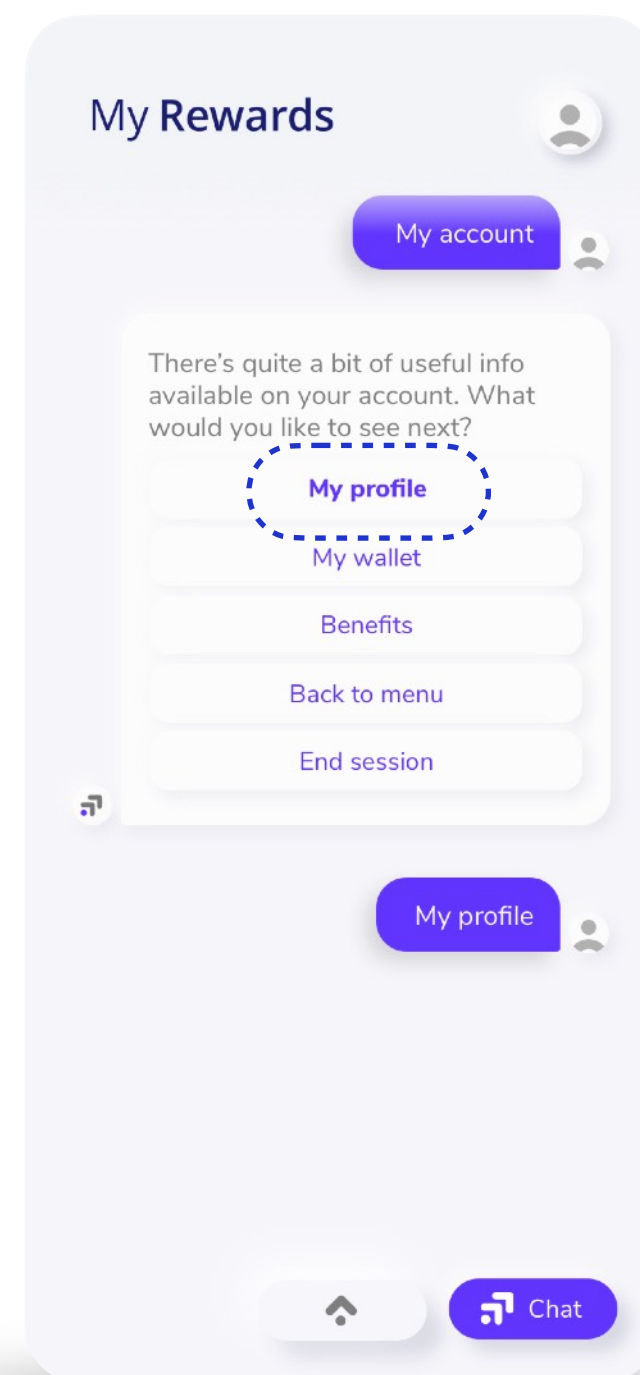 My Rewards
My account
There's quite a bit of useful info
available on your account. What
would you like to see next?
My profile
My wallet
Benefits
Back to menu
End session
My profile
Chat